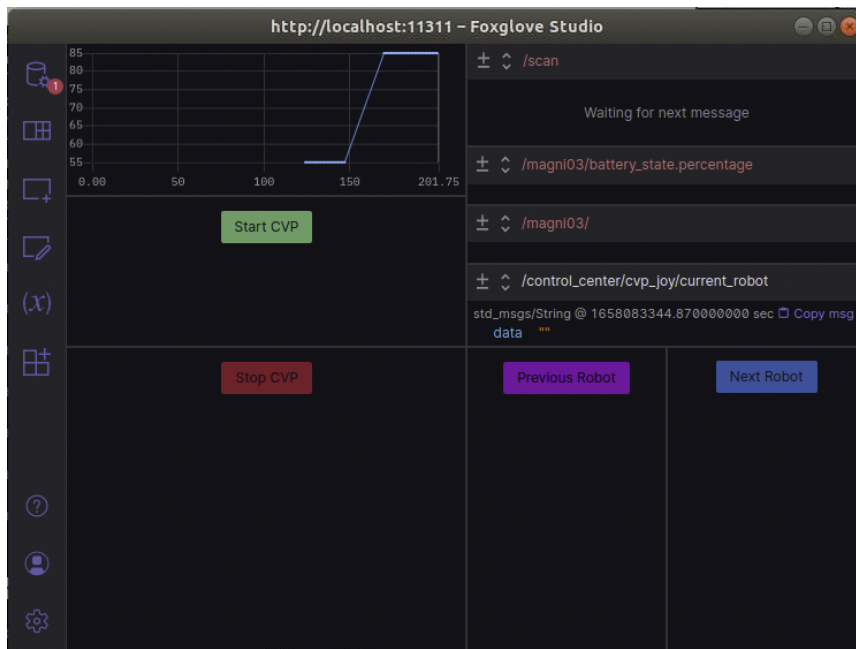 http://localhost:11311 – Foxglove Studio
1
(x)
85
80
75
70
65
60
55
0.00 50 100 150 201.75
/scan
Waiting for next message
/magni03/battery_state.percentage
/magni03/
/control_center/cvp_joy/current_robot
std_msgs/String @ 1658083344.870000000 sec Copy msg
data ""
Start CVP
Stop CVP
Previous Robot
Next Robot